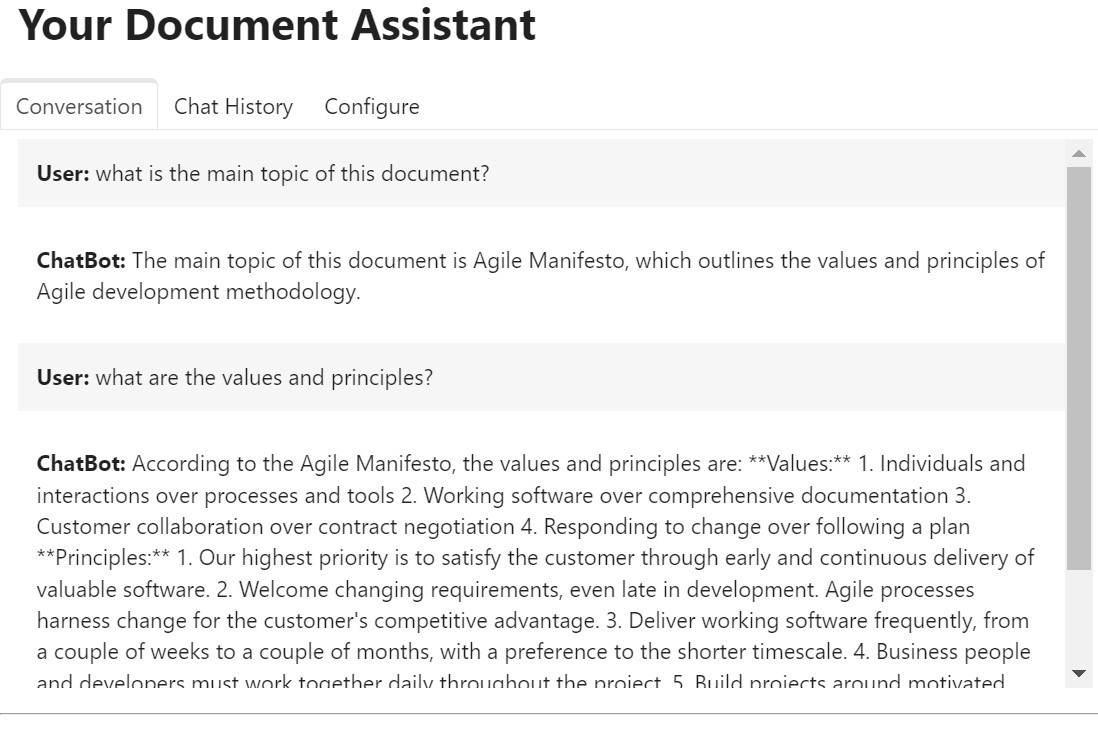 Your Document Assistant
Conversation Chat History Configure
User: what is the main topic of this document?
ChatBot: The main topic of this document is Agile Manifesto, which outlines the values and principles of
Agile development methodology.
User: what are the values and principles?
ChatBot: According to the Agile Manifesto, the values and principles are: **Values:** 1. Individuals and
interactions over processes and tools 2. Working software over comprehensive documentation 3.
Customer collaboration over contract negotiation 4. Responding to change over following a plan
**Principles:** 1. Our highest priority is to satisfy the customer through early and continuous delivery of
valuable software. 2. Welcome changing requirements, even late in development. Agile processes
harness change for the customer's competitive advantage. 3. Deliver working software frequently, from
a couple of weeks to a couple of months, with a preference to the shorter timescale. 4. Business people
and developers must work together daily throughout the project. 5. Build projects around motivated